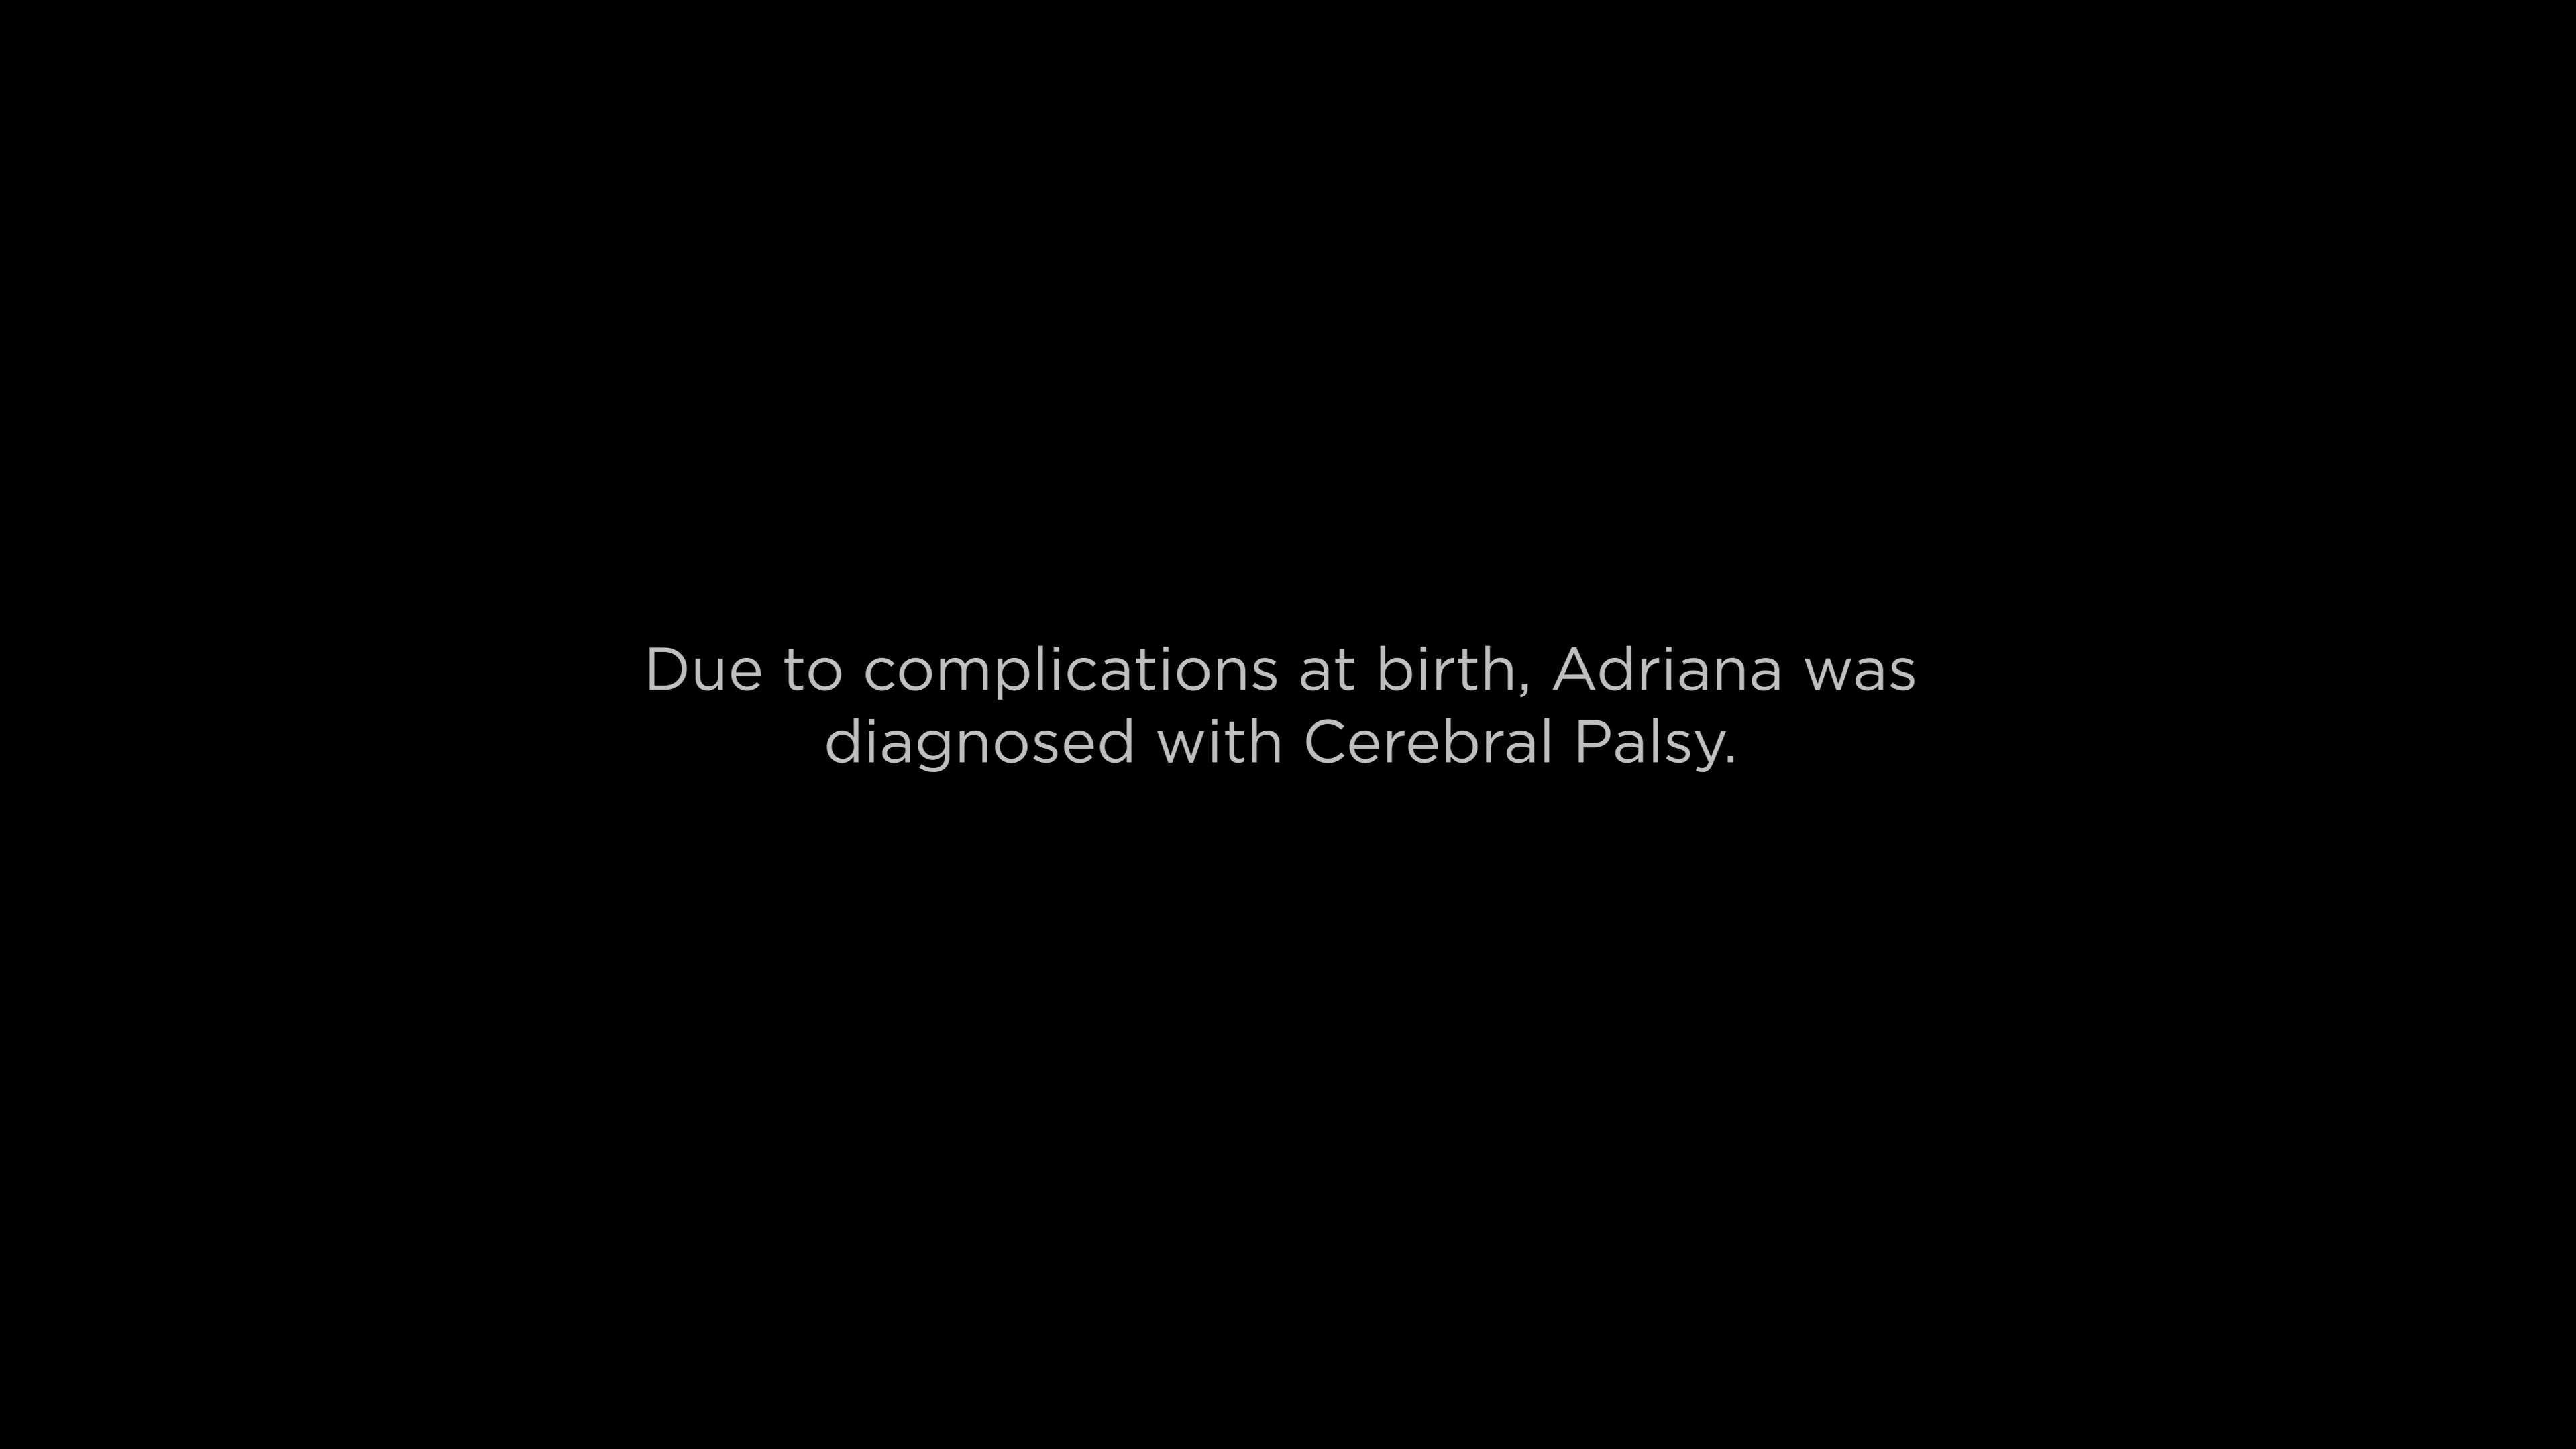 Due to complications at birth, Adriana was
diagnosed with Cerebral Palsy.